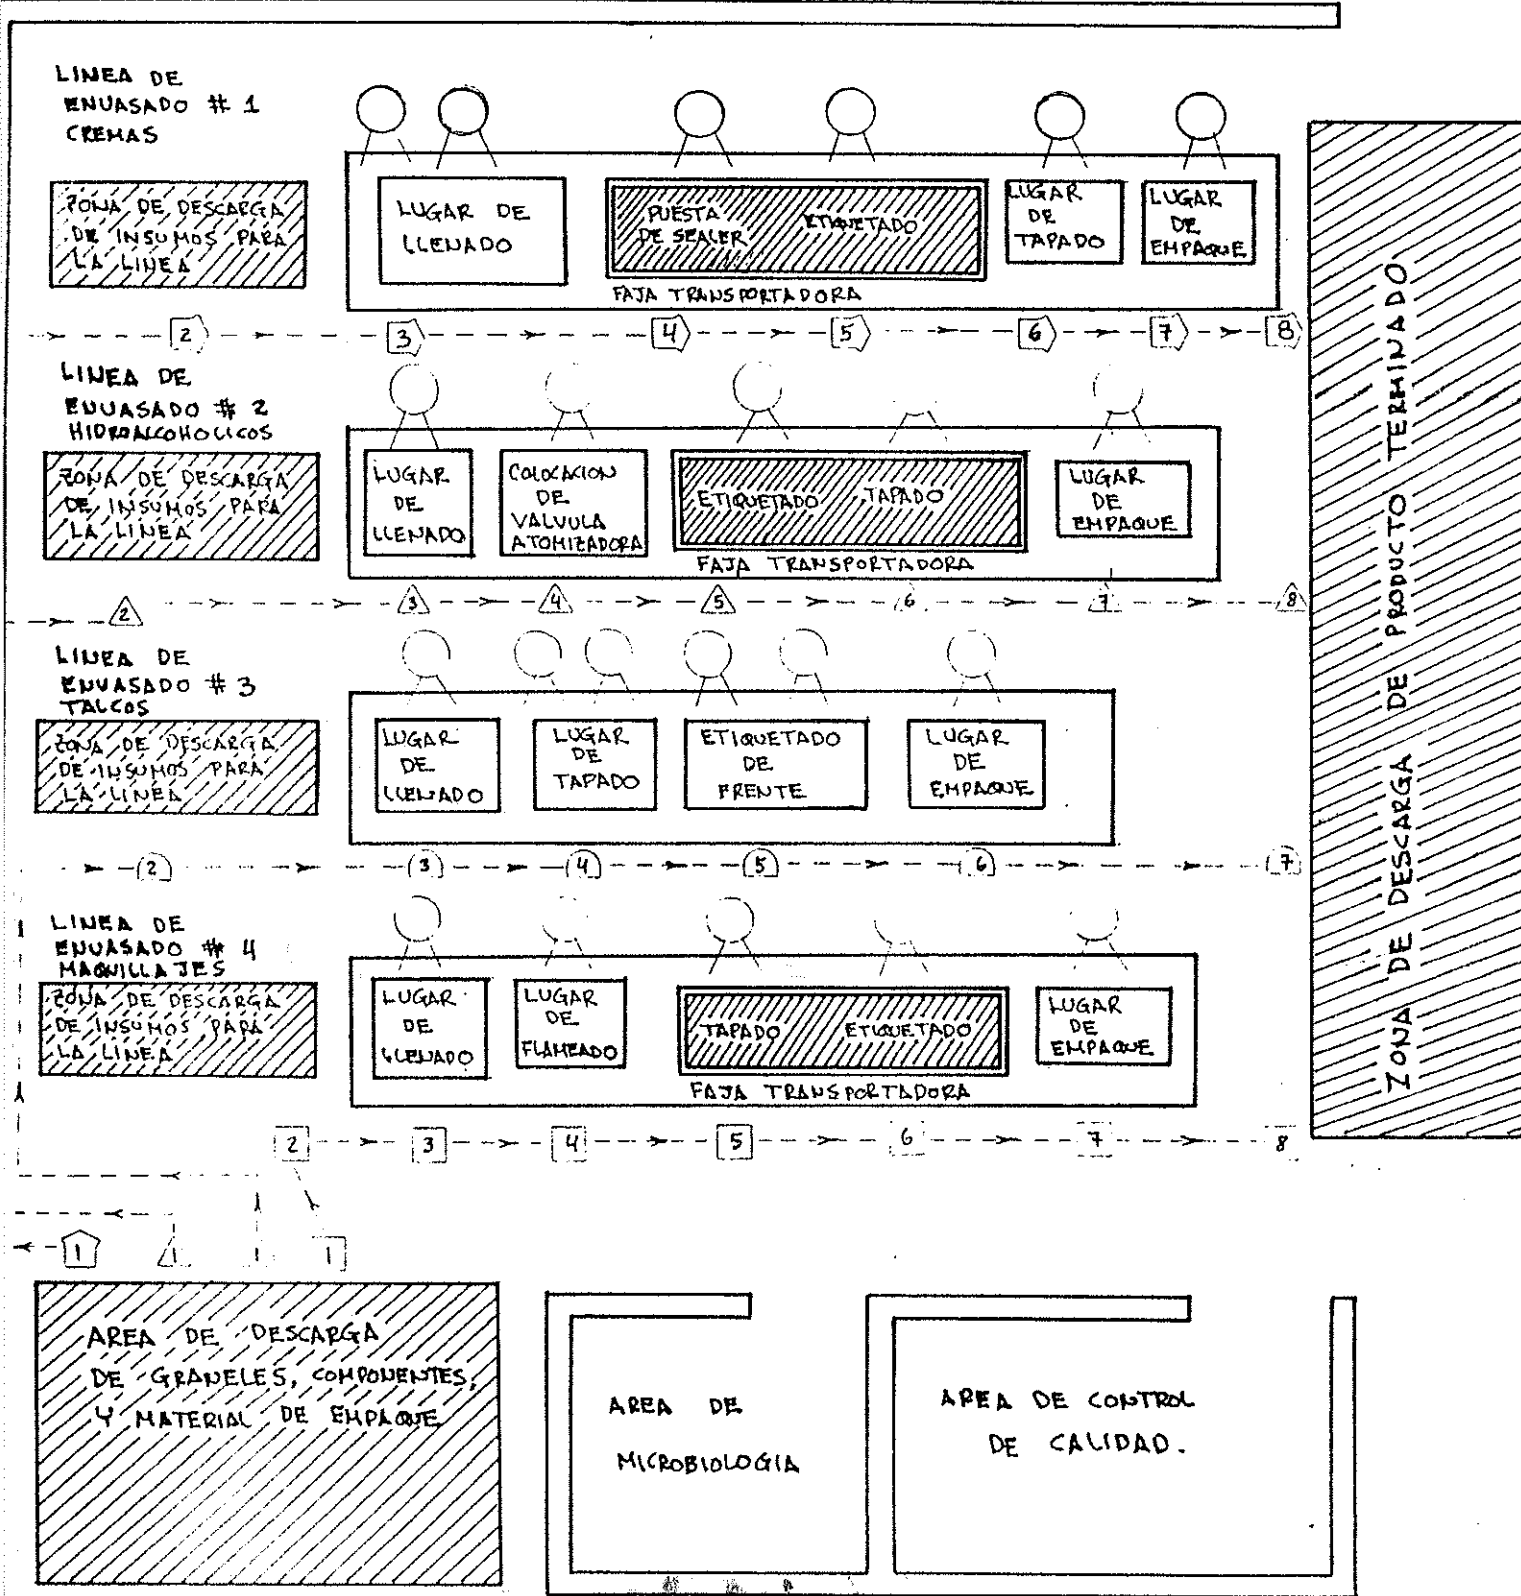 LINEA DE
ENVASADO # 1
CREMAS
ZONA DE DESCARGA
DE INSUMOS PARA
LA LINEA
LUGAR DE
LLENADO
PUESTA
DE SEALER
ETIQUETADO
LUGAR
DE
TAPADO
LUGAR
DE
EMPAQUE
FAJA TRANSPORTADORA
2 3 4 5 6 7 8
LINEA DE
ENVASADO # 2
HIDROALCOHOLICOS
ZONA DE DESCARGA
DE INSUMOS PARA
LA LINEA
LUGAR
DE
LLENADO
COLOCACION
DE
VALVULA
ATOMIZADORA
ETIQUETADO TAPADO
LUGAR
DE
EMPAQUE
FAJA TRANSPORTADORA
2 3 4 5 6 7 8
LINEA DE
ENVASADO # 3
TALCOS
ZONA DE DESCARGA
DE INSUMOS PARA
LA LINEA
LUGAR
DE
LLENADO
LUGAR
DE
TAPADO
ETIQUETADO
DE
FRENTE
LUGAR
DE
EMPAQUE
2 3 4 5 6 7
LINEA DE
ENVASADO # 4
MAQUILLAJES
ZONA DE DESCARGA
DE INSUMOS PARA
LA LINEA
LUGAR
DE
LLENADO
LUGAR
DE
FLAMEADO
TAPADO ETIQUETADO
LUGAR
DE
EMPAQUE
FAJA TRANSPORTADORA
2 3 4 5 6 7 8
1 1 1 1
ZONA DE DESCARGA DE PRODUCTO TERMINADO
AREA DE DESCARGA
DE GRANELES, COMPONENTES,
Y MATERIAL DE EMPAQUE
AREA DE
MICROBIOLOGIA
AREA DE CONTROL
DE CALIDAD.